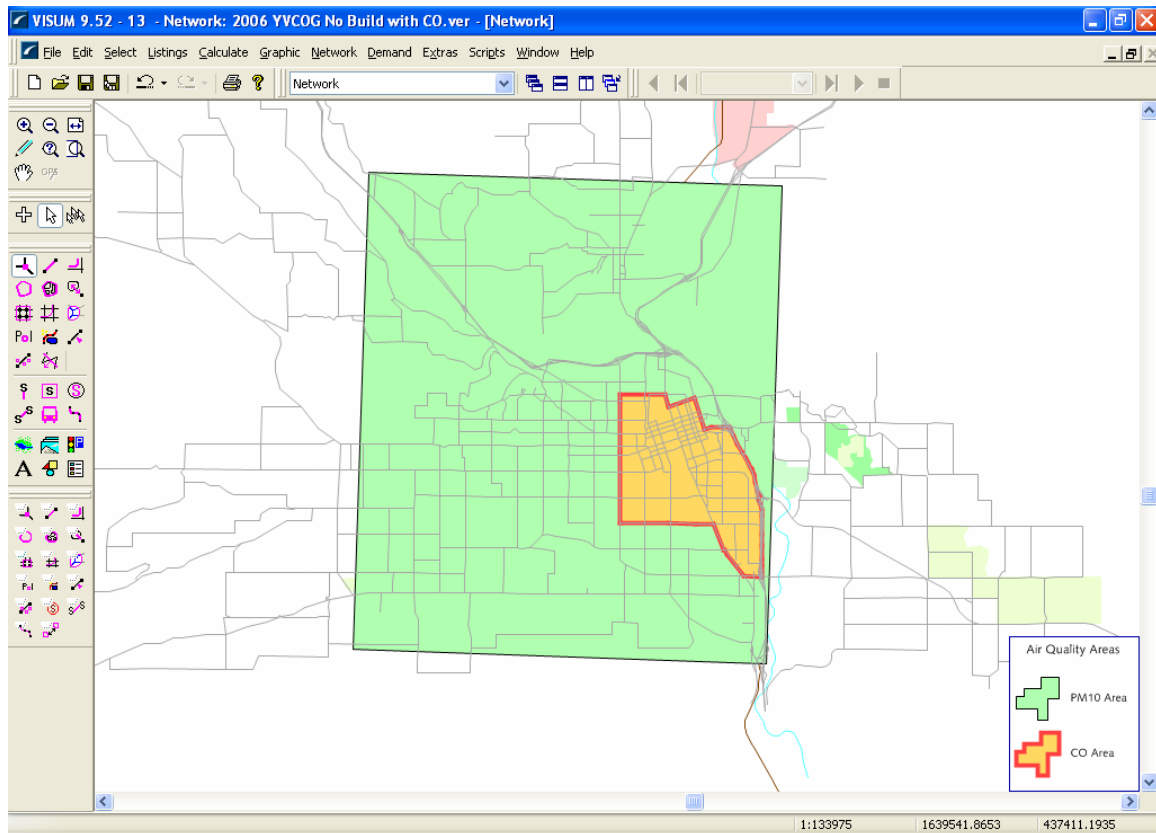 VISUM 9.52 - 13 - Network: 2006 YVCOG No Build with CO.ver - [Network]
File Edit Select Listings Calculate Graphic Network Demand Extras Scripts Window Help
Network
GPS
Pol
S S S
S S
A
Pol
S S S
Air Quality Areas
PM10 Area
CO Area
1:133975 1639541.8653 437411.1935